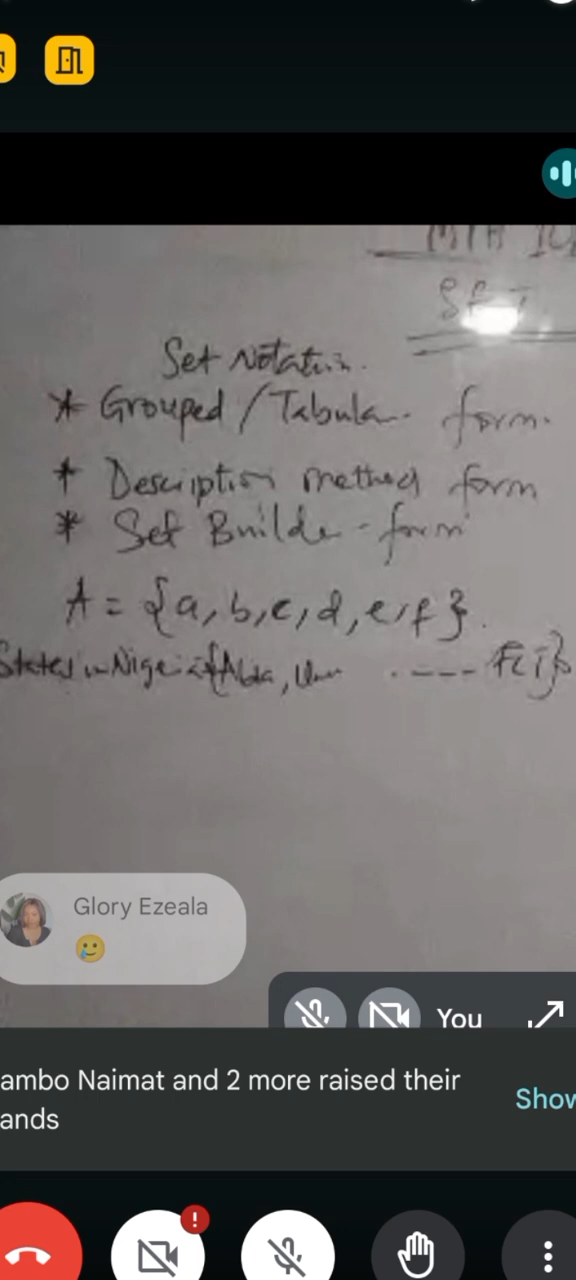 SET
Set Notation.
* Grouped / Tabular form.
* Description method form
* Set Builder - form
A = {a, b, c, d, e, f}.
States in Nigeria {Abia,
Glory Ezeala
🥲
You
ambo Naimat and 2 more raised their
ands
Show